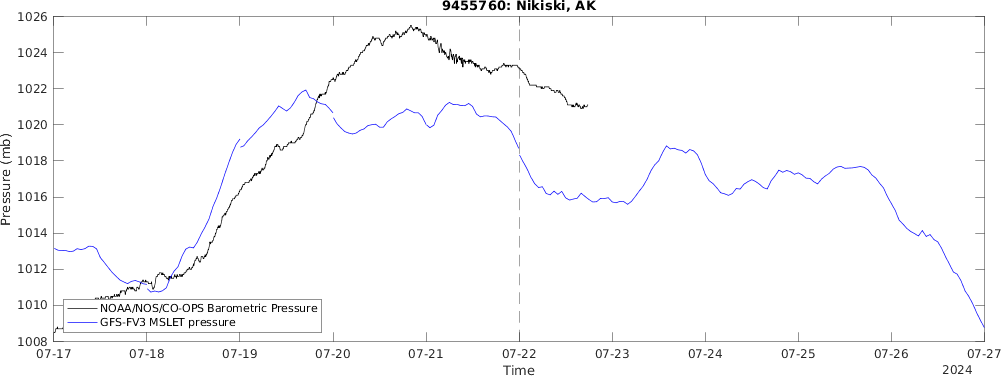 9455760: Nikiski, AK
1026
1024
1022
1020
1018
1016
1014
1012
1010
1008
Pressure (mb)
NOAA/NOS/CO-OPS Barometric Pressure
GFS-FV3 MSLET pressure
07-17 07-18 07-19 07-20 07-21 07-22 07-23 07-24 07-25 07-26 07-27
Time
2024